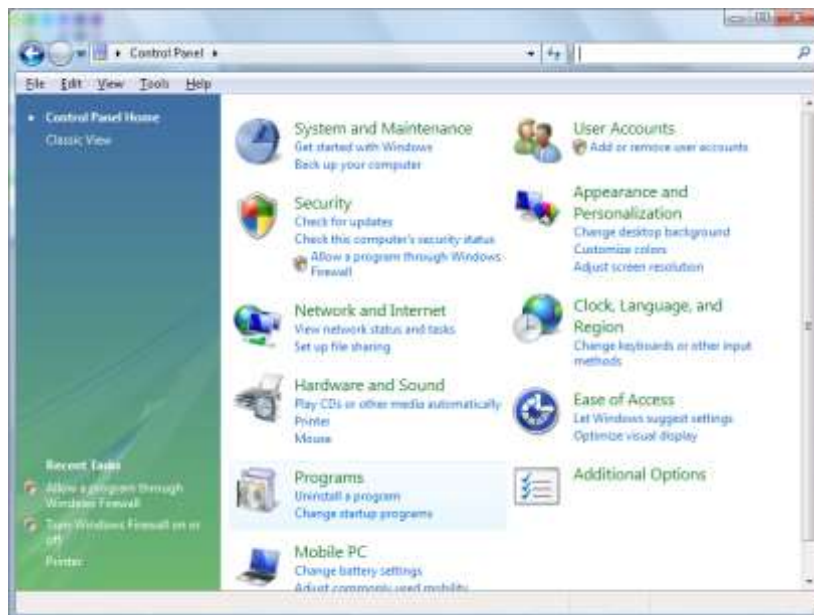 Control Panel
File Edit View Tools Help
Control Panel Home
Classic View
System and Maintenance
Get started with Windows
Back up your computer
Security
Check for updates
Check this computer's security status
Allow a program through Windows
Firewall
Network and Internet
View network status and tasks
Set up file sharing
Hardware and Sound
Play CDs or other media automatically
Printer
Mouse
Programs
Uninstall a program
Change startup programs
Mobile PC
Change battery settings
Adjust commonly used mobility
User Accounts
Add or remove user accounts
Appearance and
Personalization
Change desktop background
Customize colors
Adjust screen resolution
Clock, Language, and
Region
Change keyboards or other input
methods
Ease of Access
Let Windows suggest settings
Optimize visual display
Additional Options
Recent Tasks
Allow a program through
Windows Firewall
Turn Windows Firewall on or
off
Printer